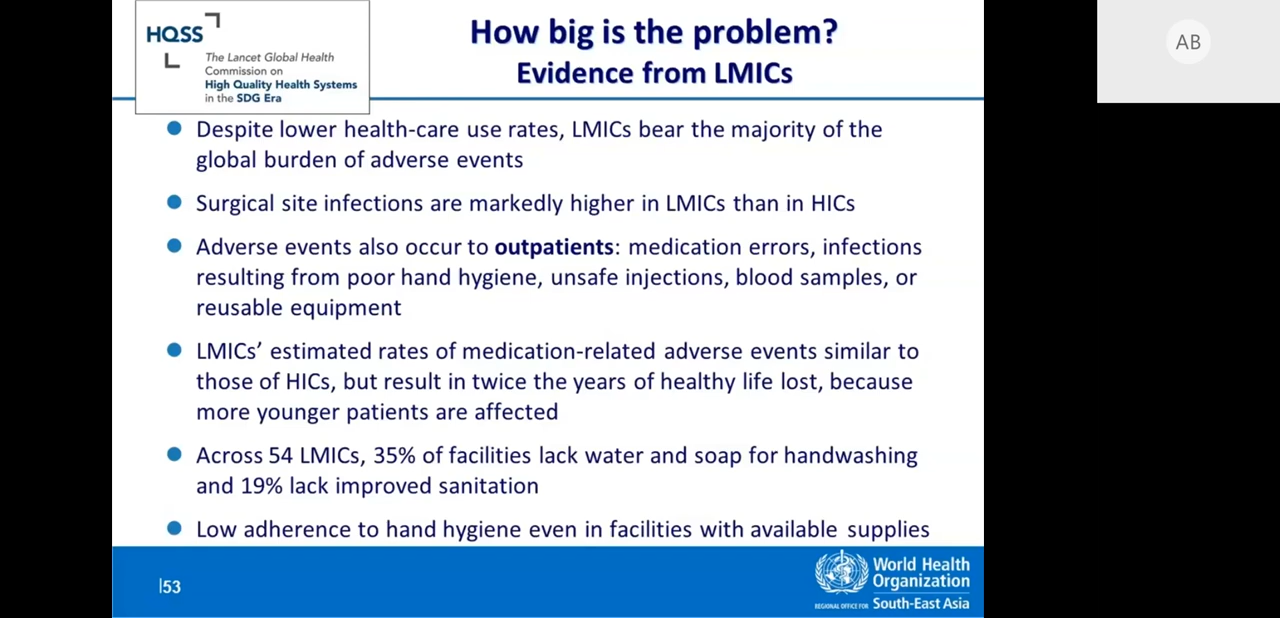 HQSS
The Lancet Global Health
Commission on
High Quality Health Systems
in the SDG Era
How big is the problem?
Evidence from LMICs
AB
Despite lower health-care use rates, LMICs bear the majority of the
global burden of adverse events
Surgical site infections are markedly higher in LMICs than in HICs
Adverse events also occur to outpatients: medication errors, infections
resulting from poor hand hygiene, unsafe injections, blood samples, or
reusable equipment
LMICs’ estimated rates of medication-related adverse events similar to
those of HICs, but result in twice the years of healthy life lost, because
more younger patients are affected
Across 54 LMICs, 35% of facilities lack water and soap for handwashing
and 19% lack improved sanitation
Low adherence to hand hygiene even in facilities with available supplies
|53
World Health
Organization
REGIONAL OFFICE FOR South-East Asia